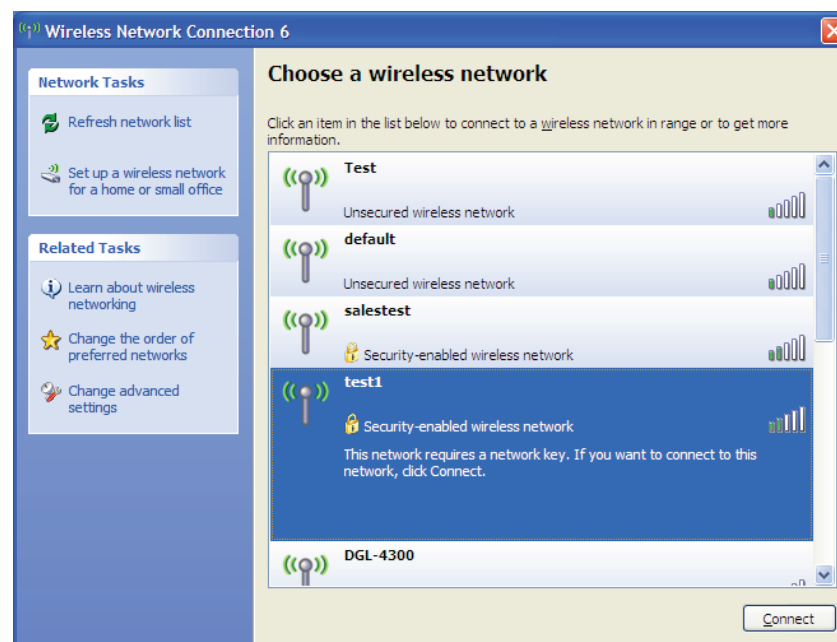 Wireless Network Connection 6
Network Tasks
Refresh network list
Set up a wireless network
for a home or small office
Related Tasks
Learn about wireless
networking
Change the order of
preferred networks
Change advanced
settings
Choose a wireless network
Click an item in the list below to connect to a wireless network in range or to get more
information.
Test
Unsecured wireless network
default
Unsecured wireless network
salestest
Security-enabled wireless network
test1
Security-enabled wireless network
This network requires a network key. If you want to connect to this
network, click Connect.
DGL-4300
Connect